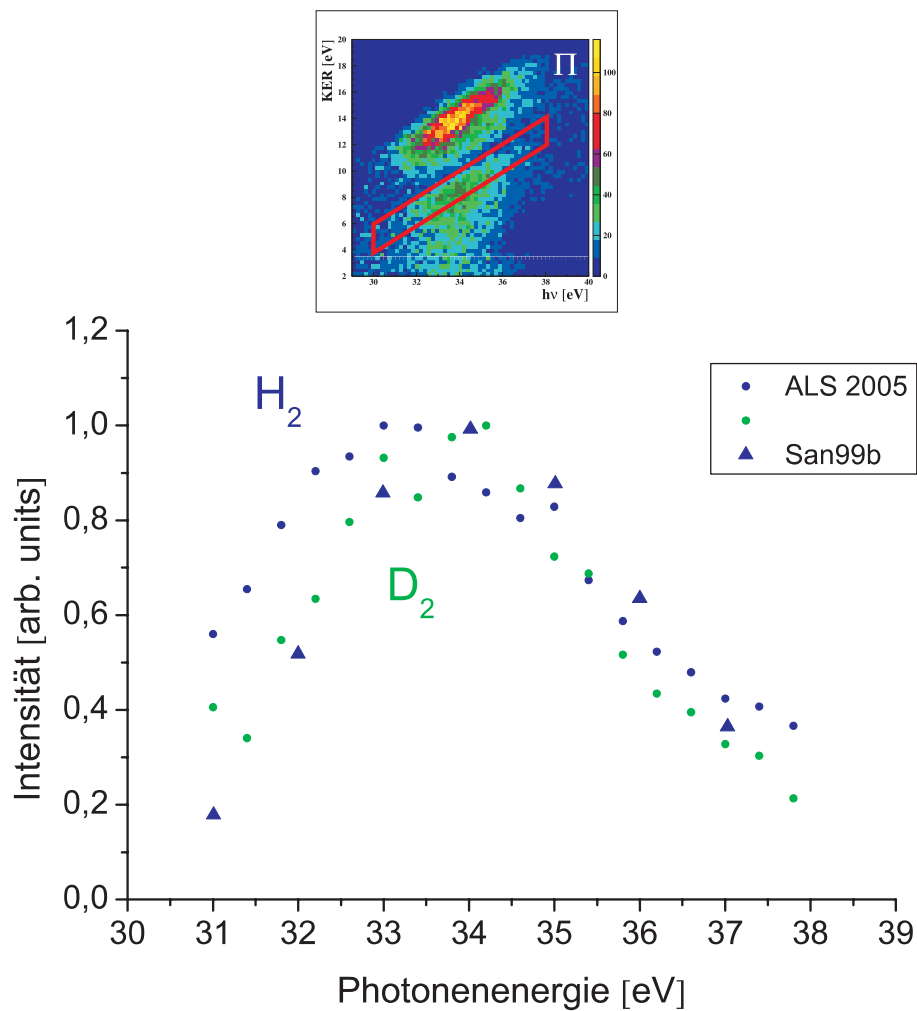 KER [eV]
20
18
16
14
12
10
8
6
4
2
Π
100
80
60
40
20
0
30 32 34 36 38 40
hν [eV]
1,2
1,0
0,8
0,6
0,4
0,2
0,0
Intensität [arb. units]
H2
D2
ALS 2005
San99b
30 31 32 33 34 35 36 37 38 39
Photonenenergie [eV]